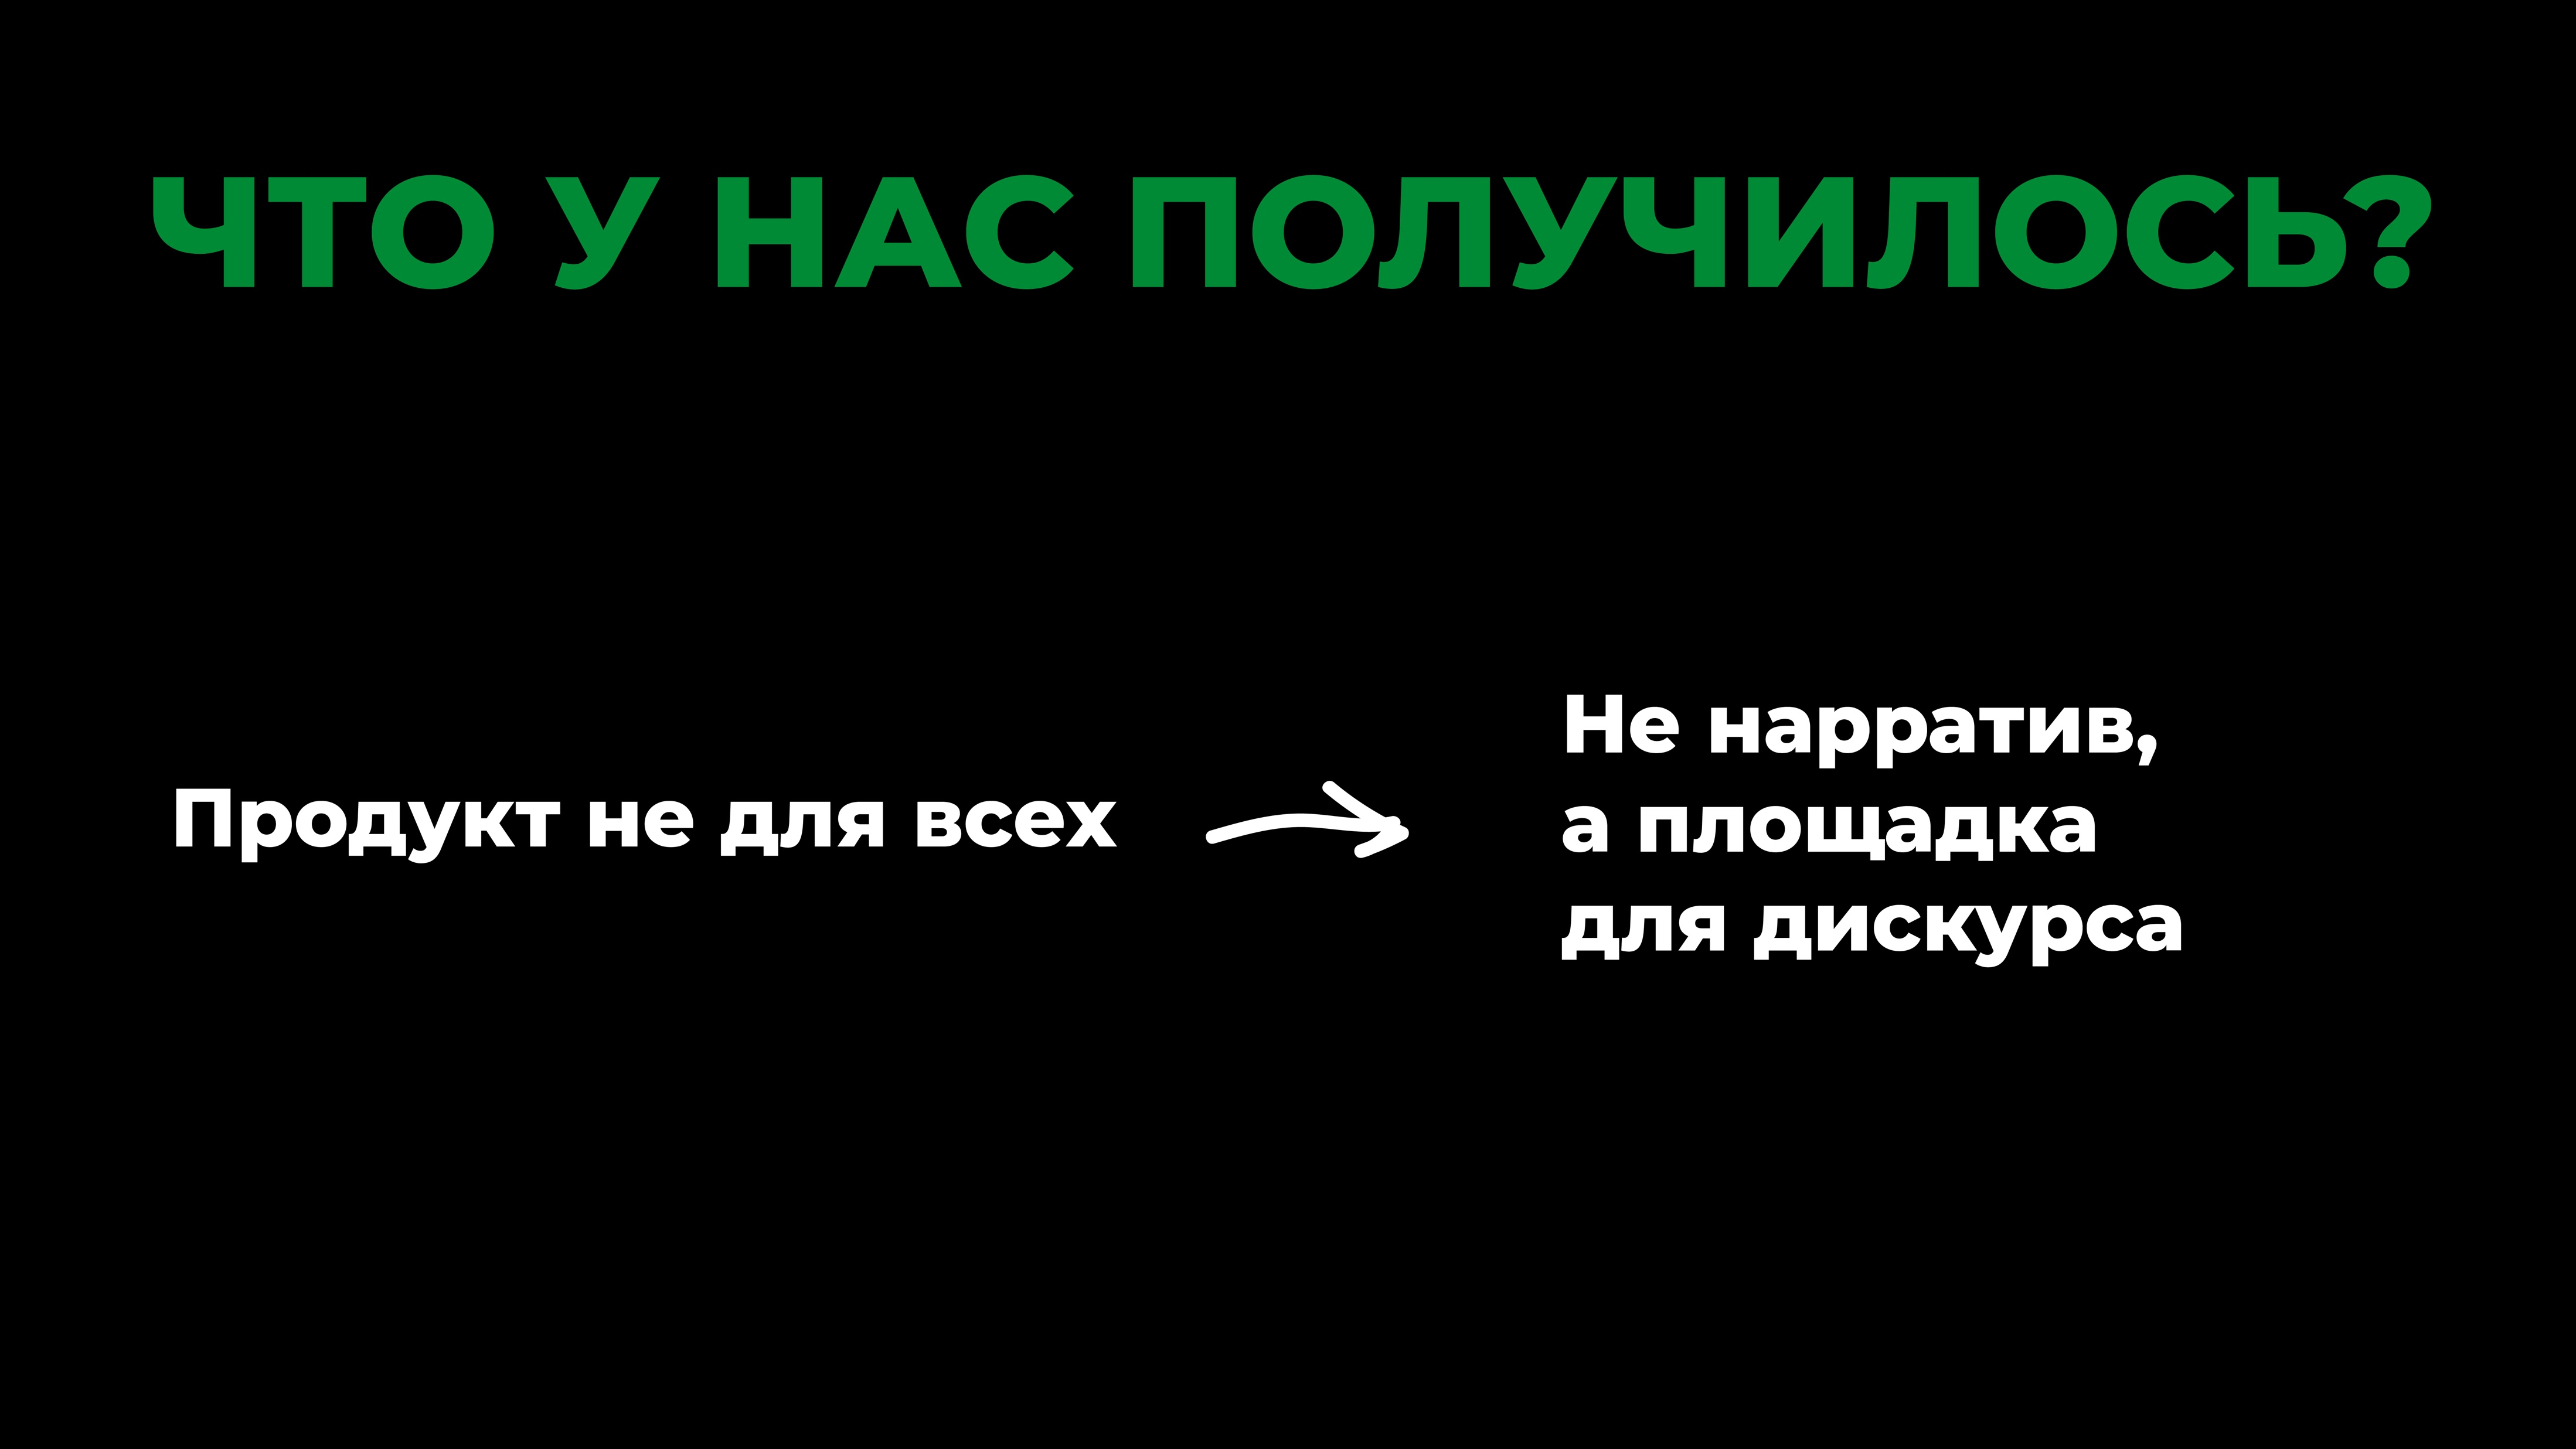 ЧТО У НАС ПОЛУЧИЛОСЬ?
Продукт не для всех
Не нарратив,
а площадка
для дискурса